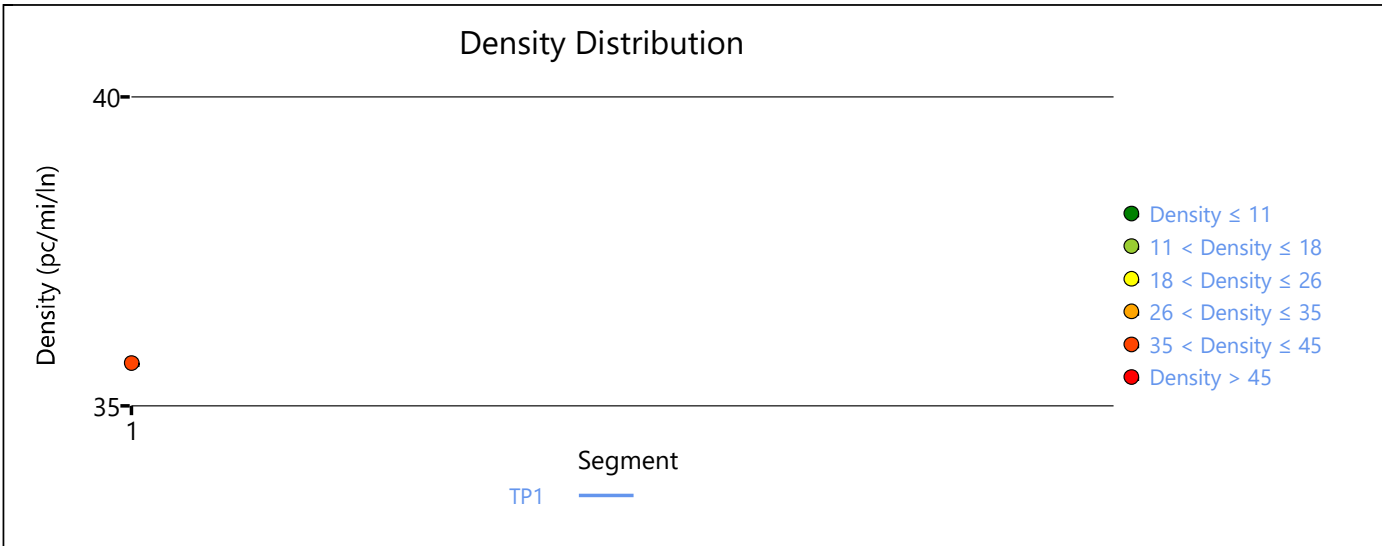 Density Distribution
40
Density (pc/mi/ln)
35
1
Segment
TP1
Density ≤ 11
11 < Density ≤ 18
18 < Density ≤ 26
26 < Density ≤ 35
35 < Density ≤ 45
Density > 45